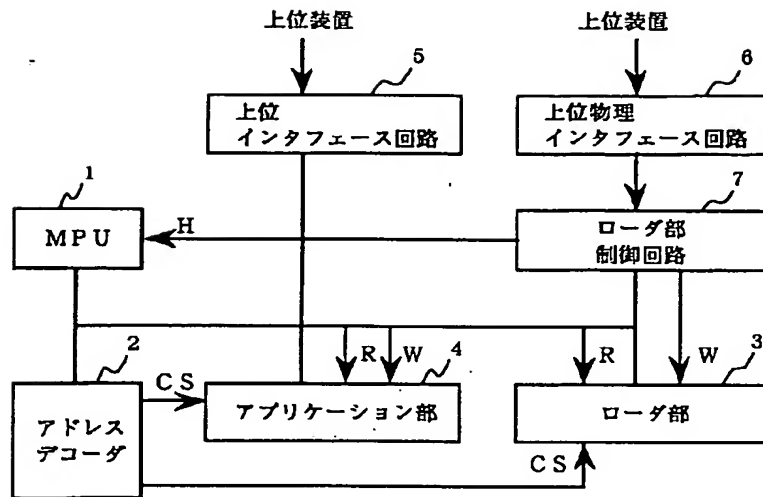 上位装置
上位装置
5
6
上位
インタフェース回路
上位物理
インタフェース回路
1
7
MPU
H
ローダ部
制御回路
2
R
W
4
R
W
3
CS
アプリケーション部
ローダ部
アドレス
デコーダ
CS